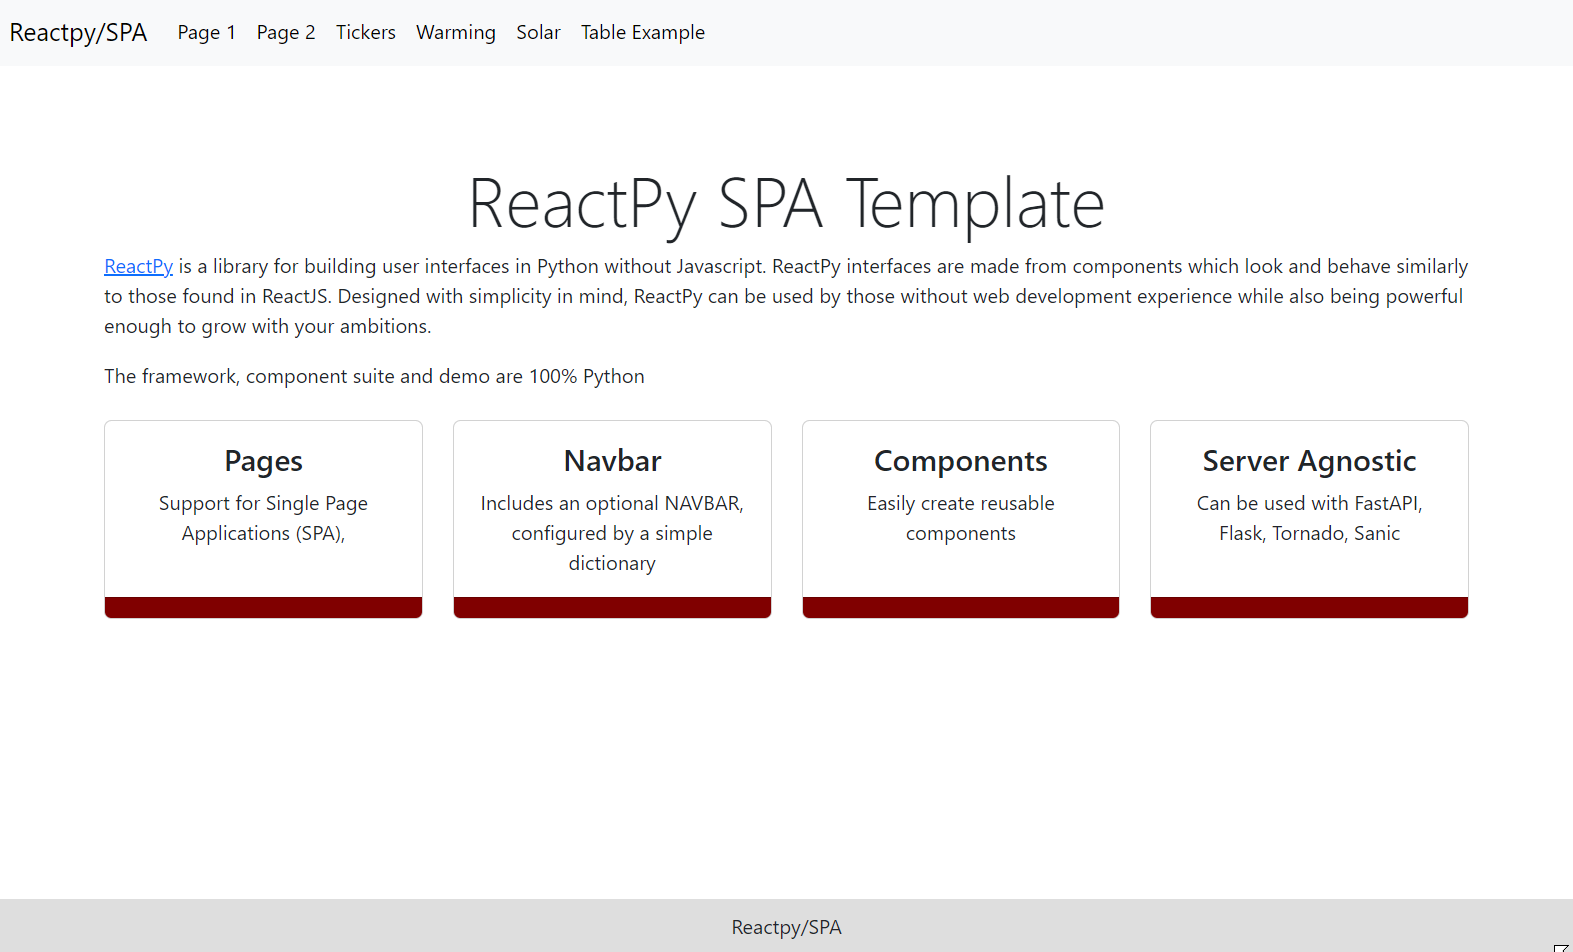 Reactpy/SPA Page 1 Page 2 Tickers Warming Solar Table Example
ReactPy SPA Template
ReactPy is a library for building user interfaces in Python without Javascript. ReactPy interfaces are made from components which look and behave similarly
to those found in ReactJS. Designed with simplicity in mind, ReactPy can be used by those without web development experience while also being powerful
enough to grow with your ambitions.
The framework, component suite and demo are 100% Python
Pages
Support for Single Page
Applications (SPA),
Navbar
Includes an optional NAVBAR,
configured by a simple
dictionary
Components
Easily create reusable
components
Server Agnostic
Can be used with FastAPI,
Flask, Tornado, Sanic
Reactpy/SPA